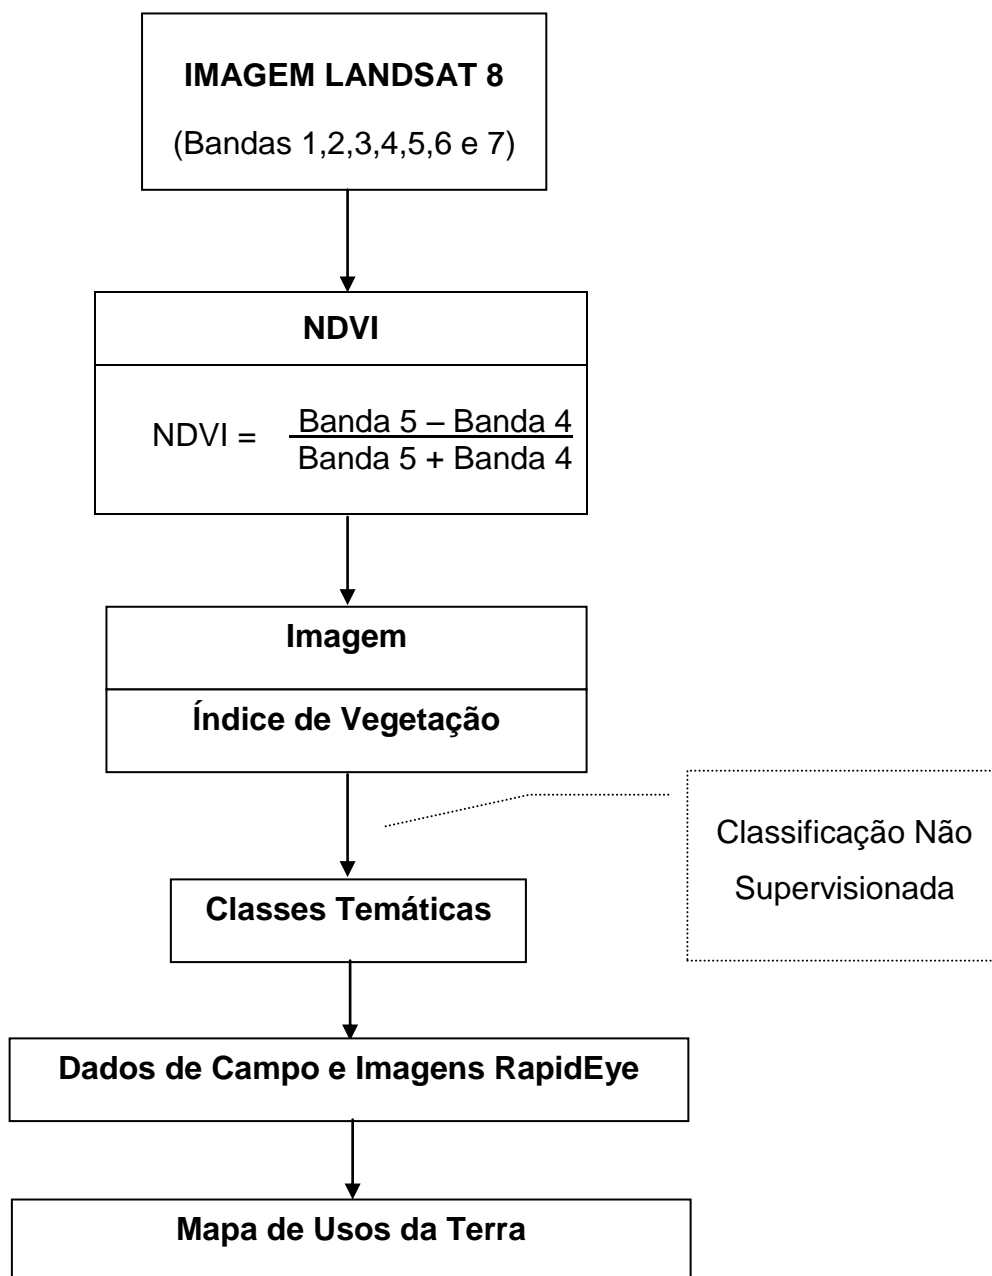 IMAGEM LANDSAT 8
(Bandas 1,2,3,4,5,6 e 7)
NDVI
NDVI = Banda 5 – Banda 4
Banda 5 + Banda 4
Imagem
Índice de Vegetação
Classificação Não
Supervisionada
Classes Temáticas
Dados de Campo e Imagens RapidEye
Mapa de Usos da Terra